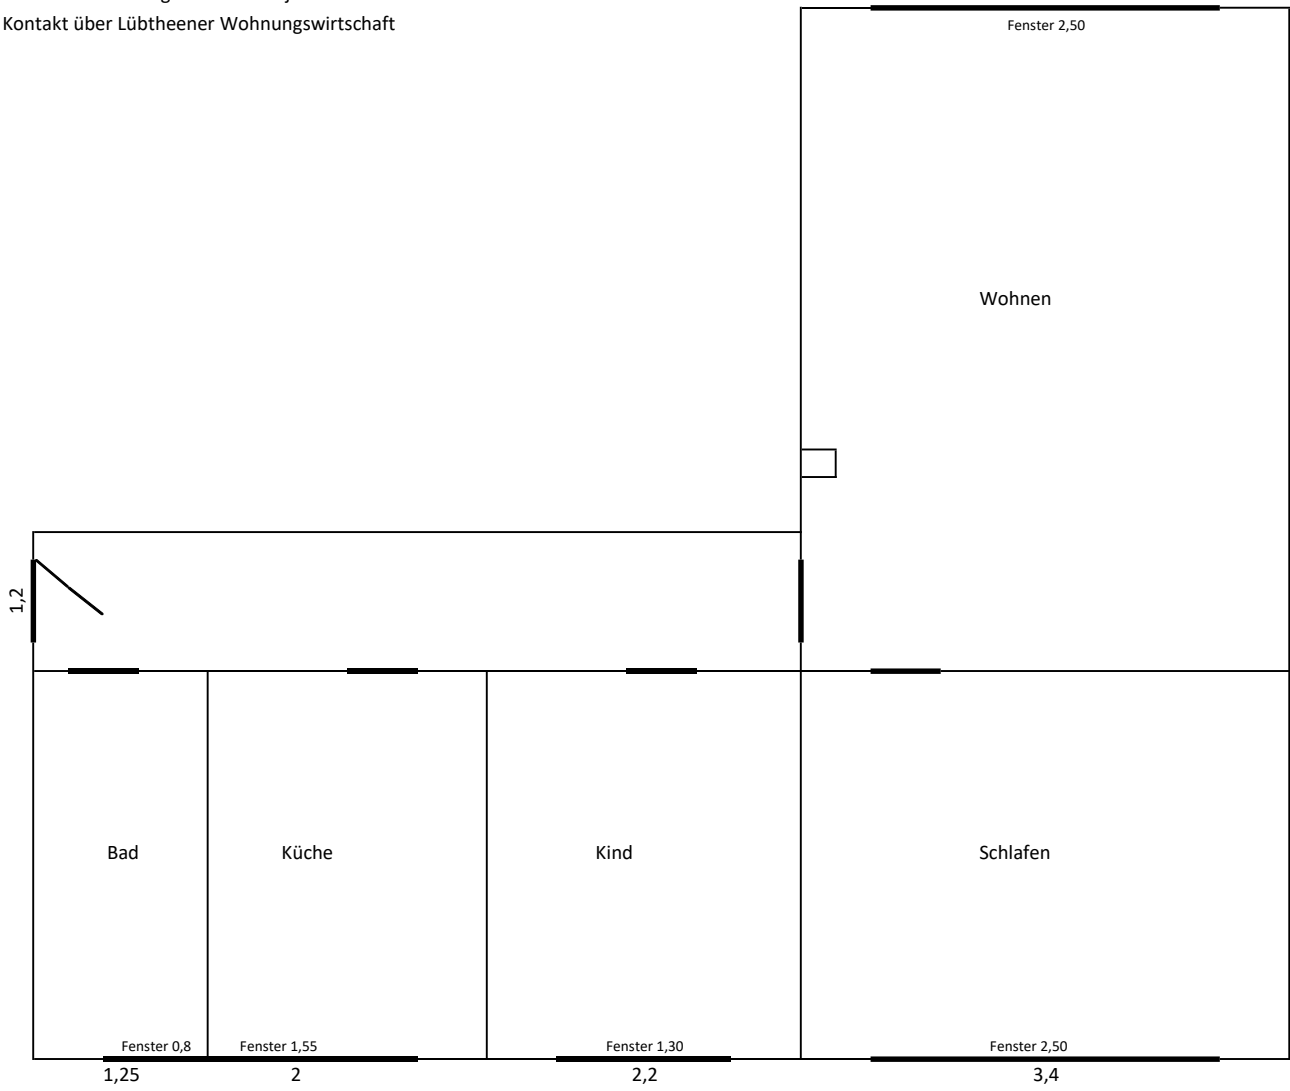 Kontakt über Lübtheener Wohnungswirtschaft
Fenster 2,50
Wohnen
1,2
Bad
Küche
Kind
Schlafen
Fenster 0,8
Fenster 1,55
Fenster 1,30
Fenster 2,50
1,25
2
2,2
3,4